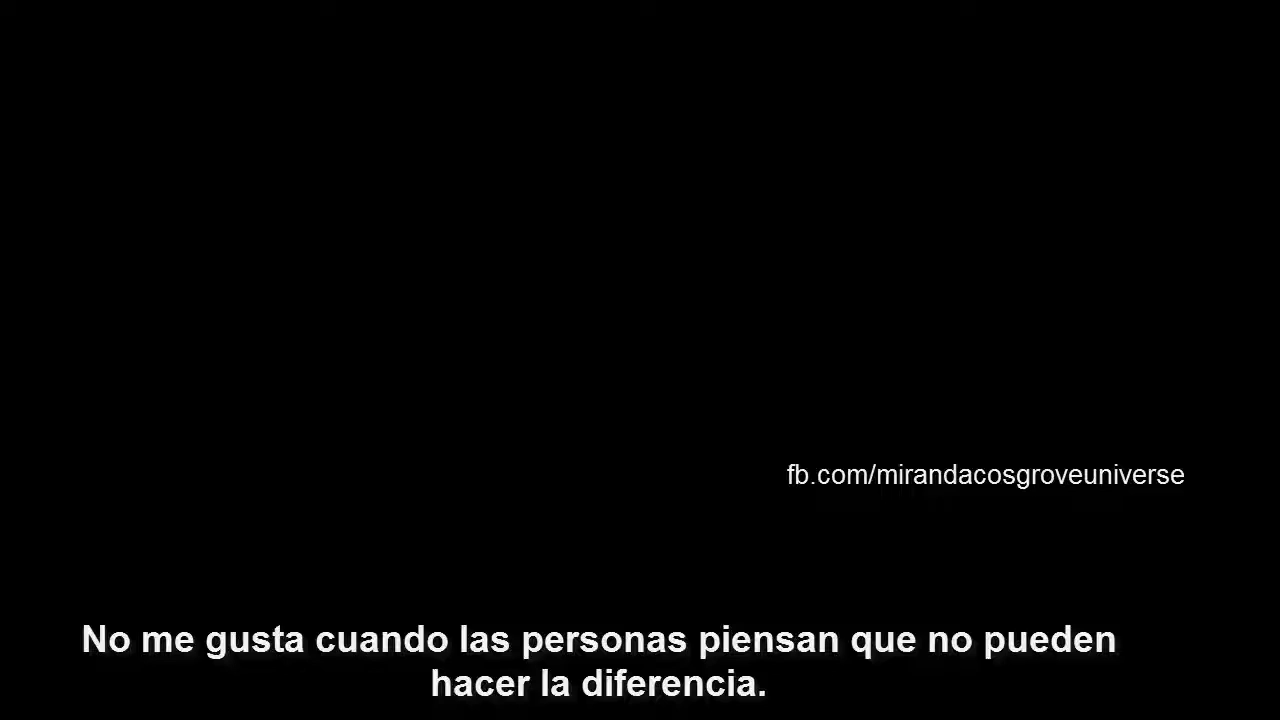 fb.com/mirandacosgroveuniverse
No me gusta cuando las personas piensan que no pueden
hacer la diferencia.